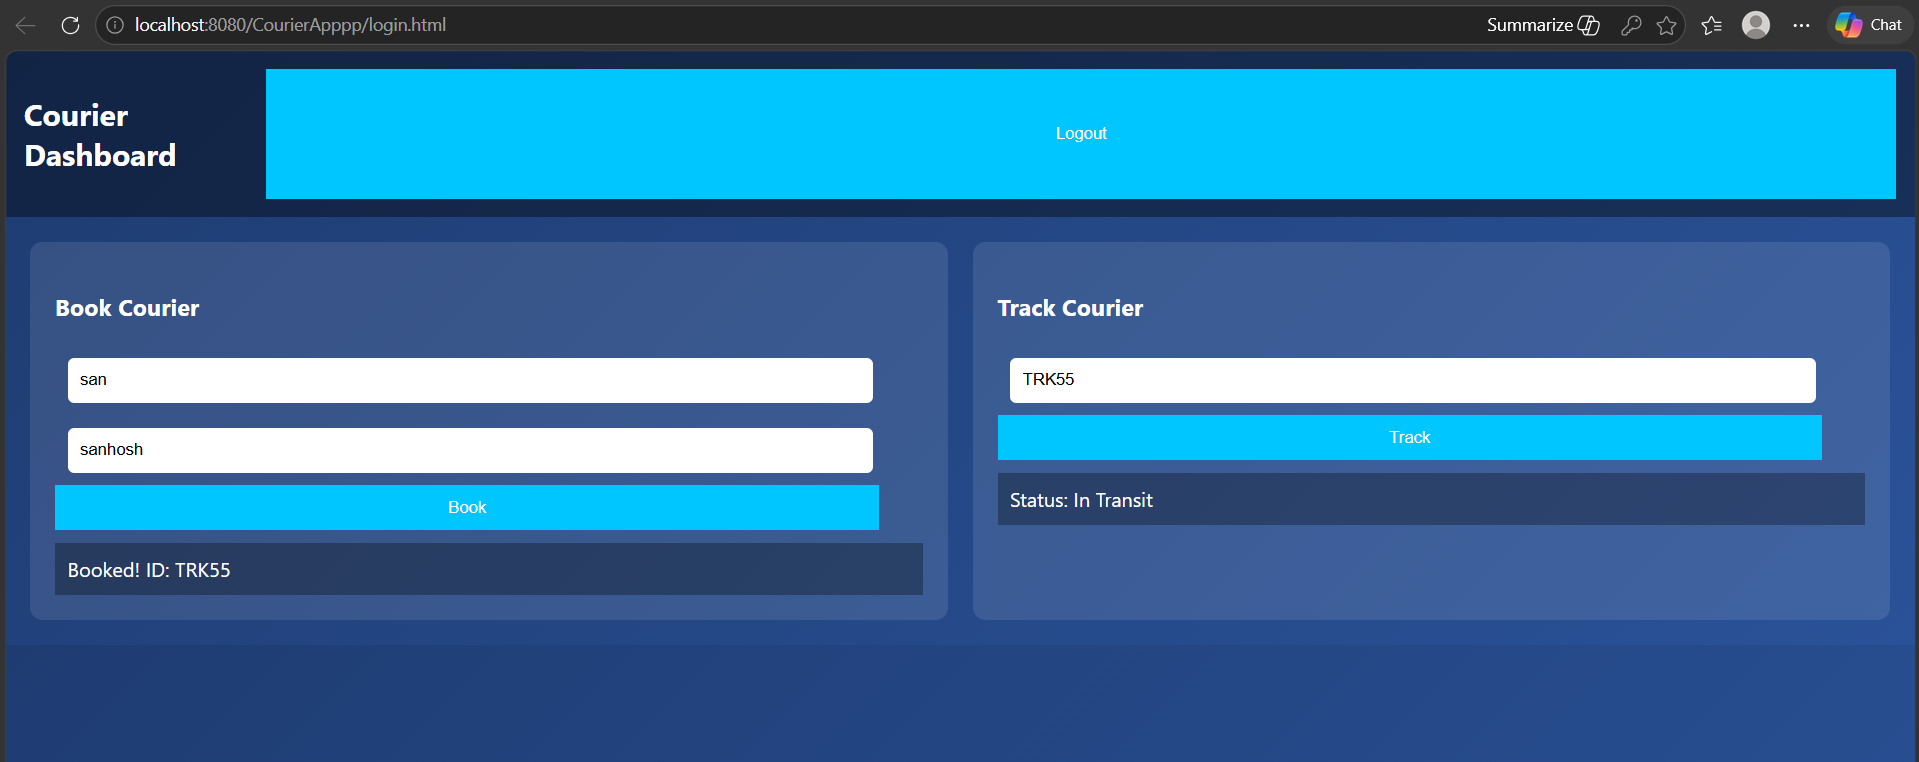 localhost:8080/CourierApppp/login.html
Summarize
Chat
Courier
Dashboard
Logout
Book Courier
san
sanhosh
Book
Booked! ID: TRK55
Track Courier
TRK55
Track
Status: In Transit